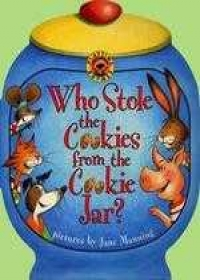 Who Stole
the
Cookies
from the
Cookie
Jar?
pictures by Jane Manning